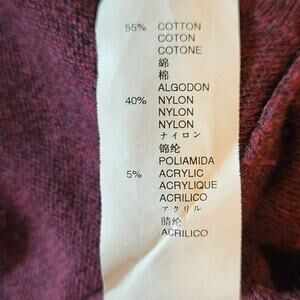 55% COTTON
COTON
COTONE
綿
棉
ALGODON
40% NYLON
NYLON
NYLON
ナイロン
锦纶
POLIAMIDA
5% ACRYLIC
ACRYLIQUE
ACRILICO
アクリル
腈纶
ACRILICO